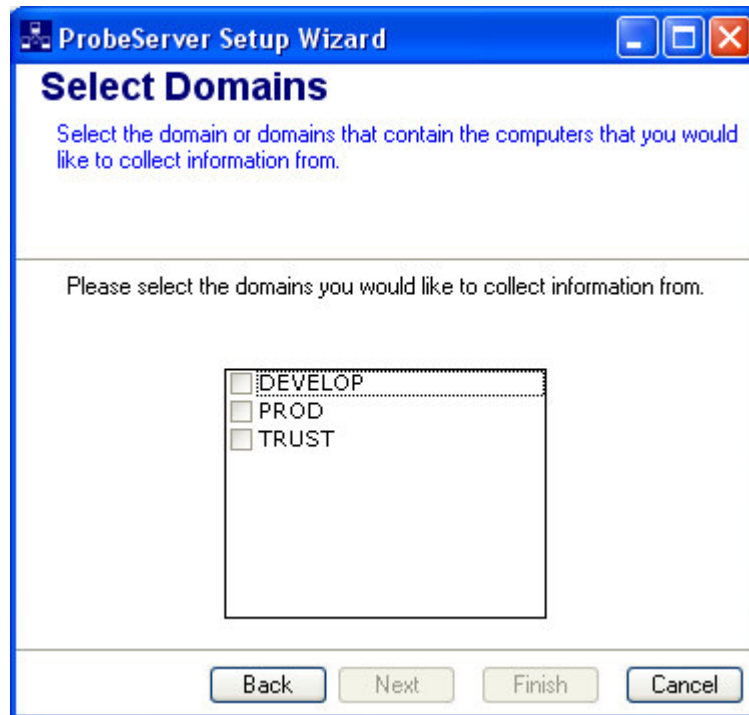 ProbeServer Setup Wizard
Select Domains
Select the domain or domains that contain the computers that you would
like to collect information from.
Please select the domains you would like to collect information from.
DEVELOP
PROD
TRUST
Back Next Finish Cancel